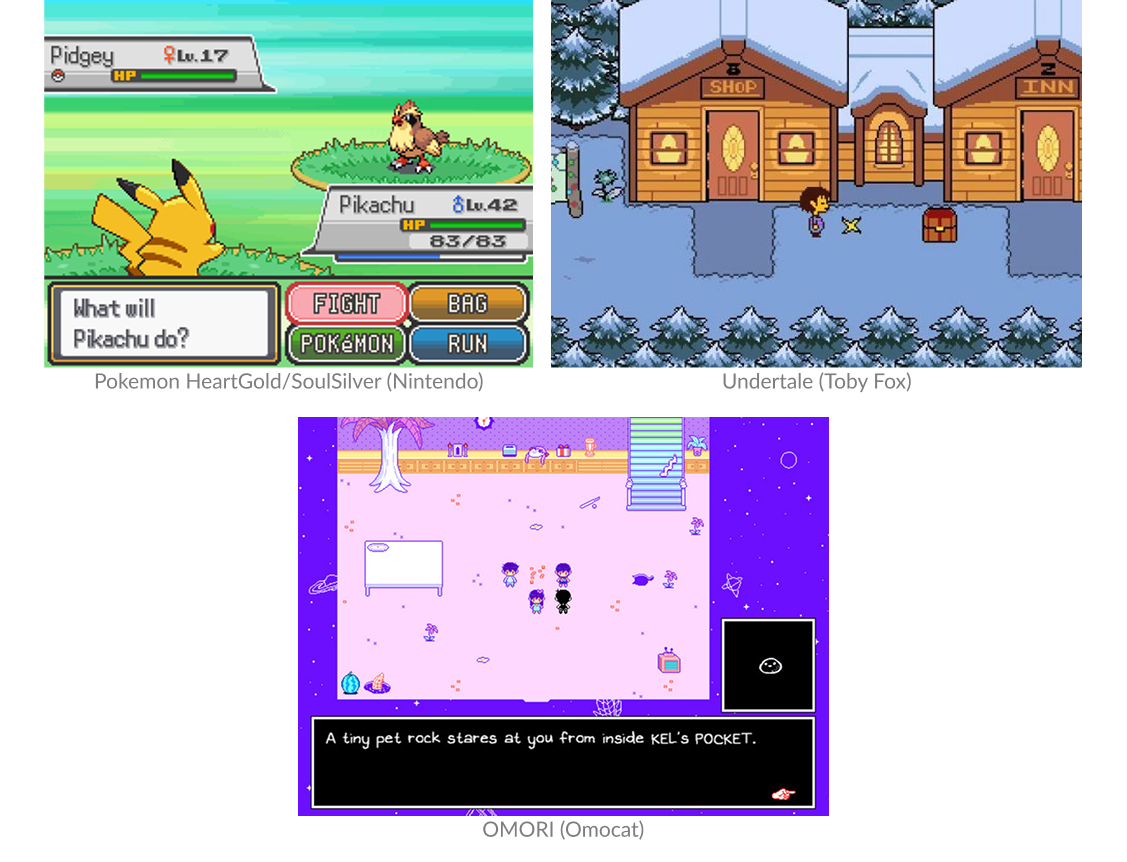 Pidgey ♀Lv.17
HP
Pikachu ♂Lv.42
HP
83/83
What will
Pikachu do?
FIGHT
BAG
POKéMON
RUN
SHOP
INN
Pokemon HeartGold/SoulSilver (Nintendo)
Undertale (Toby Fox)
A tiny pet rock stares at you from inside KEL's POCKET.
OMORI (Omocat)